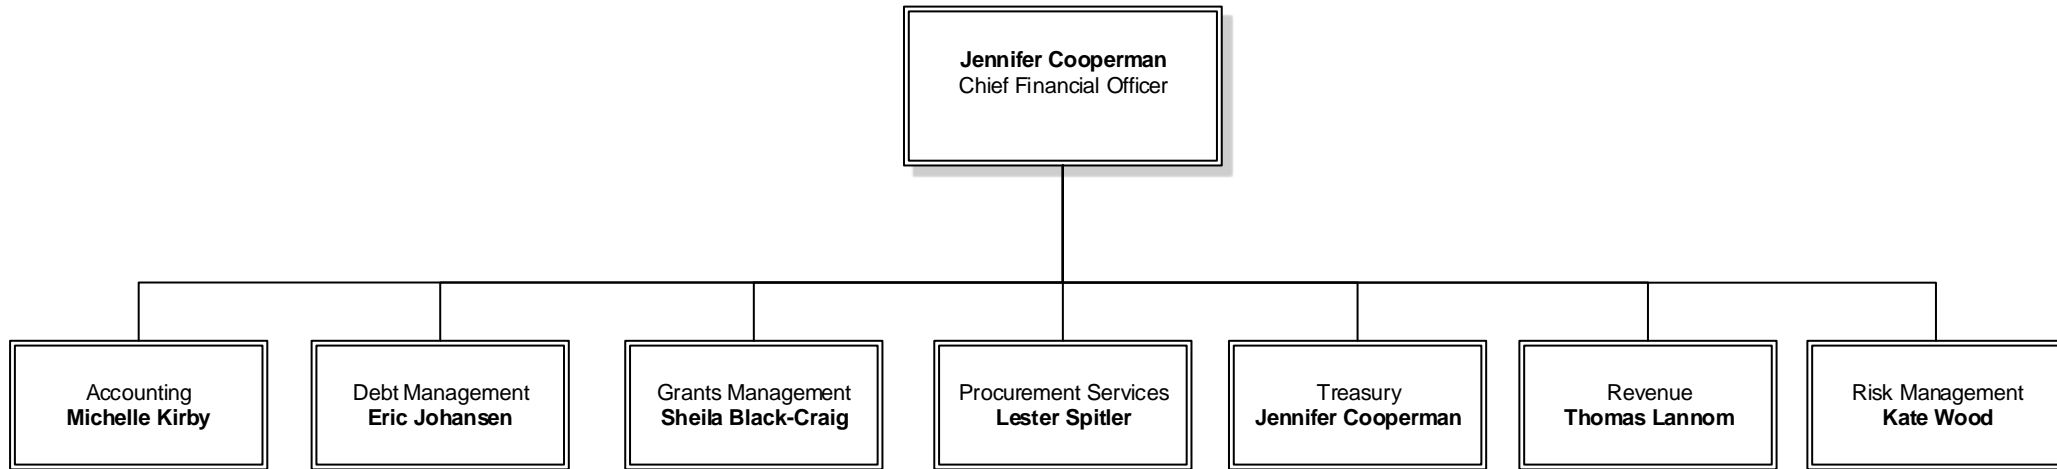 Jennifer Cooperman
Chief Financial Officer
Accounting
Michelle Kirby
Debt Management
Eric Johansen
Grants Management
Sheila Black-Craig
Procurement Services
Lester Spitler
Treasury
Jennifer Cooperman
Revenue
Thomas Lannom
Risk Management
Kate Wood